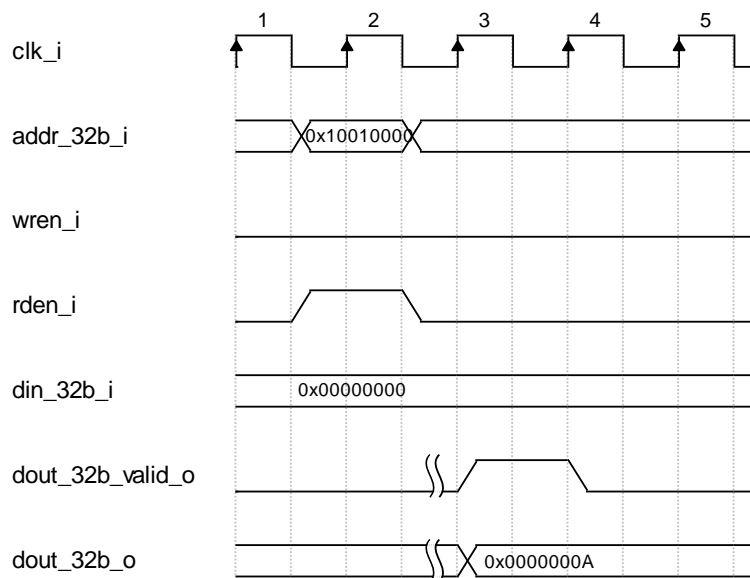 1 2 3 4 5
clk_i
addr_32b_i 0x10010000
wren_i
rden_i
din_32b_i 0x00000000
dout_32b_valid_o
dout_32b_o 0x0000000A